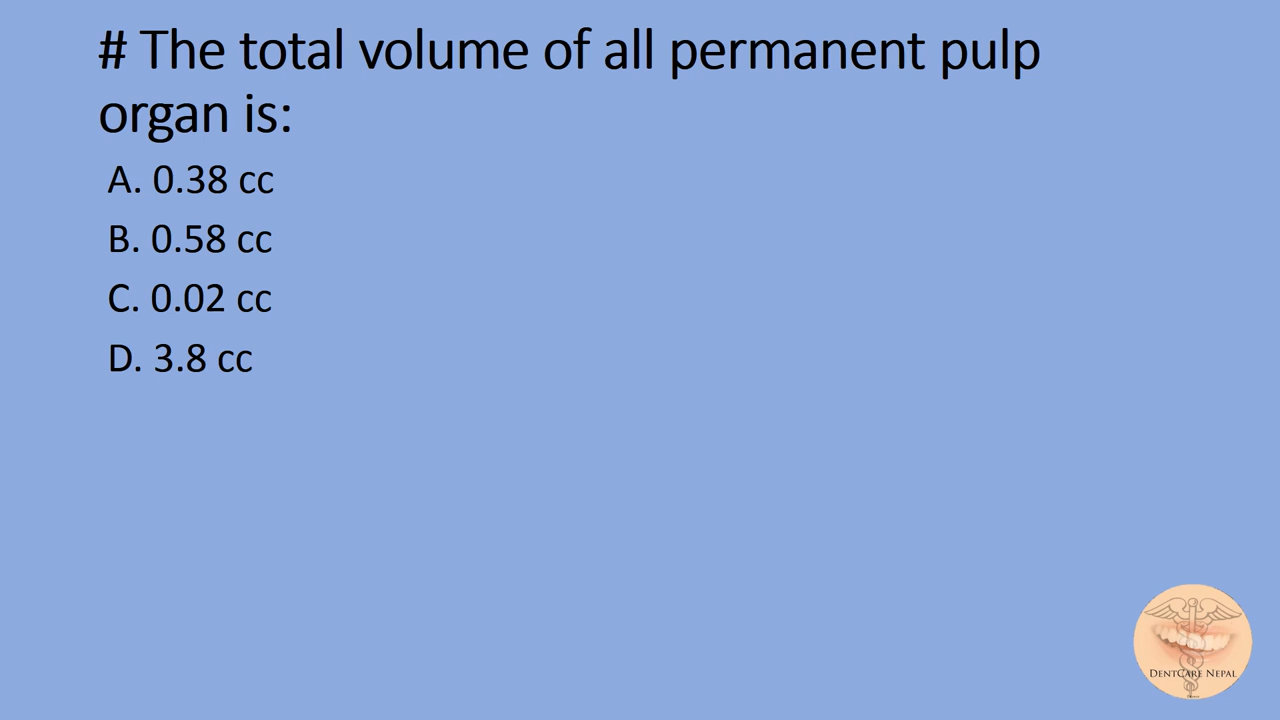 # The total volume of all permanent pulp
organ is:
A. 0.38 cc
B. 0.58 cc
C. 0.02 cc
D. 3.8 cc
DENTCARE NEPAL